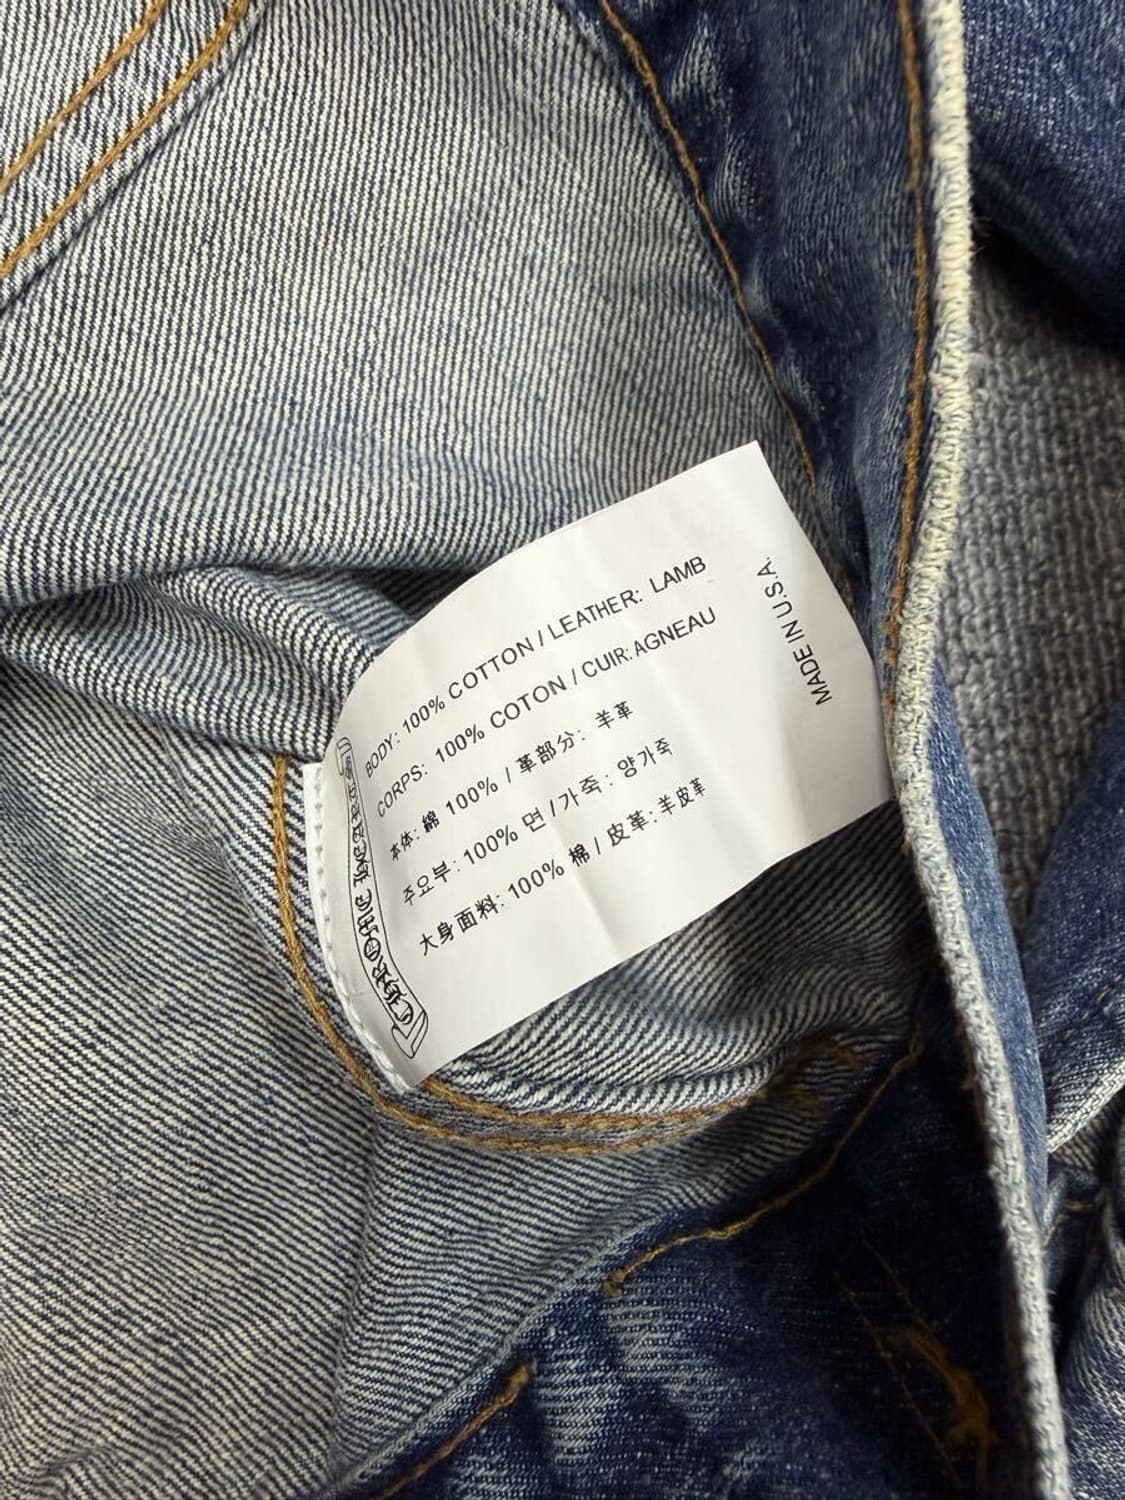 BODY: 100% COTTON / LEATHER: LAMB
CORPS: 100% COTON / CUIR: AGNEAU
本体: 綿 100% / 革部分: 羊革
주요부: 100% 면 / 가죽: 양가죽
大身面料: 100% 棉 / 皮革: 羊皮革
MADE IN U.S.A.
CHROME HEARTS